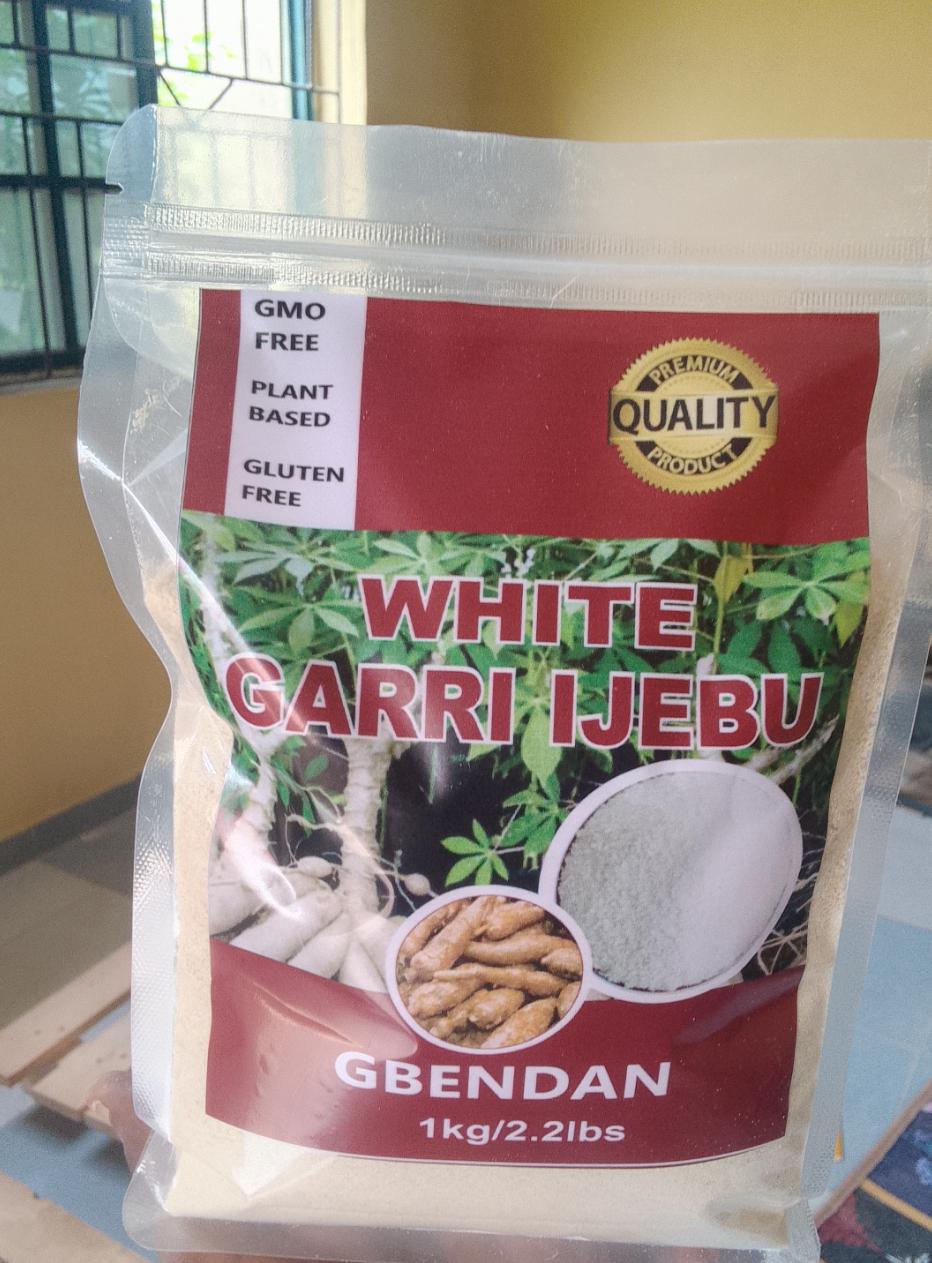 GMO
FREE
PLANT
BASED
GLUTEN
FREE
PREMIUM
QUALITY
PRODUCT
WHITE
GARRI IJEBU
GBENDAN
1kg/2.2lbs